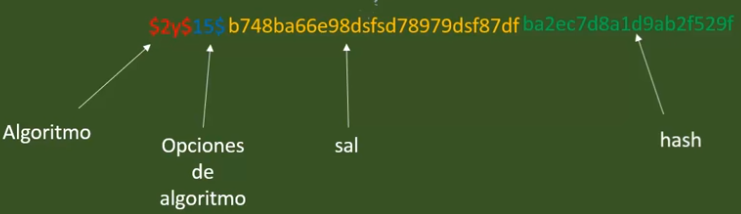 $2y$15$b748ba66e98dsfsd78979dsf87dfba2ec7d8a1d9ab2f529f
Algoritmo
Opciones
de
algoritmo
sal
hash